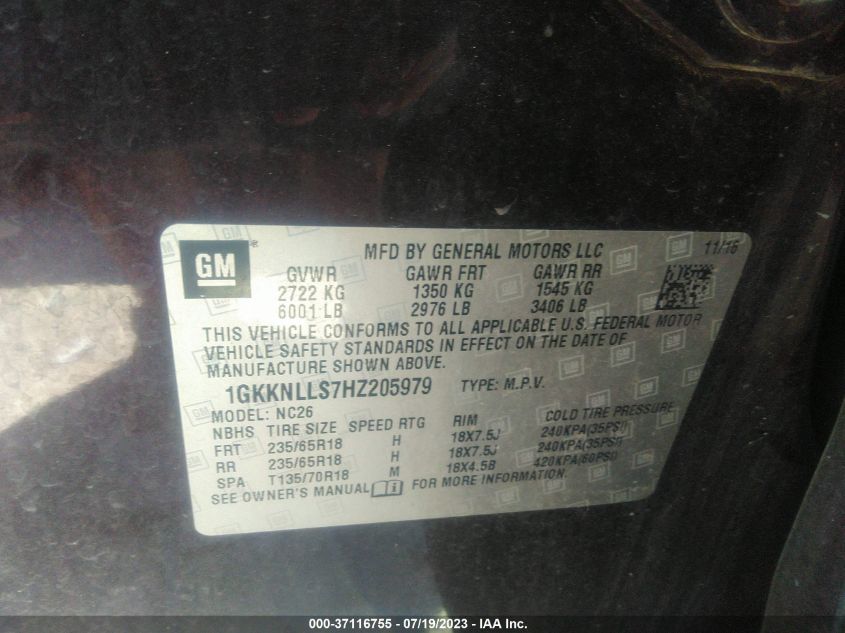 GM
MFD BY GENERAL MOTORS LLC 11/16
GVWR GAWR FRT GAWR RR
2722 KG 1350 KG 1545 KG
6001 LB 2976 LB 3406 LB
THIS VEHICLE CONFORMS TO ALL APPLICABLE U.S. FEDERAL MOTOR
VEHICLE SAFETY STANDARDS IN EFFECT ON THE DATE OF
MANUFACTURE SHOWN ABOVE.
1GKKNLLS7HZ205979 TYPE: M.P.V.
MODEL: NC26
NBHS TIRE SIZE SPEED RTG RIM COLD TIRE PRESSURE
FRT 235/65R18 H 18X7.5J 240KPA(35PSI)
RR 235/65R18 H 18X7.5J 240KPA(35PSI)
SPA T135/70R18 M 18X4.5B 420KPA(60PSI)
SEE OWNER'S MANUAL FOR MORE INFORMATION.
000-37116755 / 07/19/2023 - IAA Inc.